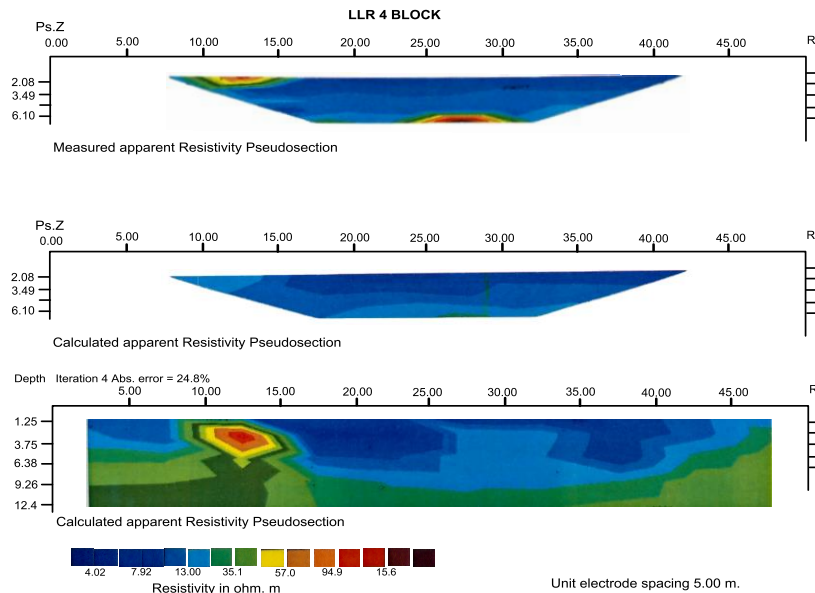 LLR 4 BLOCK
Ps.Z
0.00 5.00 10.00 15.00 20.00 25.00 30.00 35.00 40.00 45.00 R
2.08
3.49
6.10
Measured apparent Resistivity Pseudosection
Ps.Z
0.00 5.00 10.00 15.00 20.00 25.00 30.00 35.00 40.00 45.00 R
2.08
3.49
6.10
Calculated apparent Resistivity Pseudosection
Depth Iteration 4 Abs. error = 24.8%
5.00 10.00 15.00 20.00 25.00 30.00 35.00 40.00 45.00 R
1.25
3.75
6.38
9.26
12.4
Calculated apparent Resistivity Pseudosection
4.02 7.92 13.00 35.1 57.0 94.9 15.6
Resistivity in ohm. m
Unit electrode spacing 5.00 m.